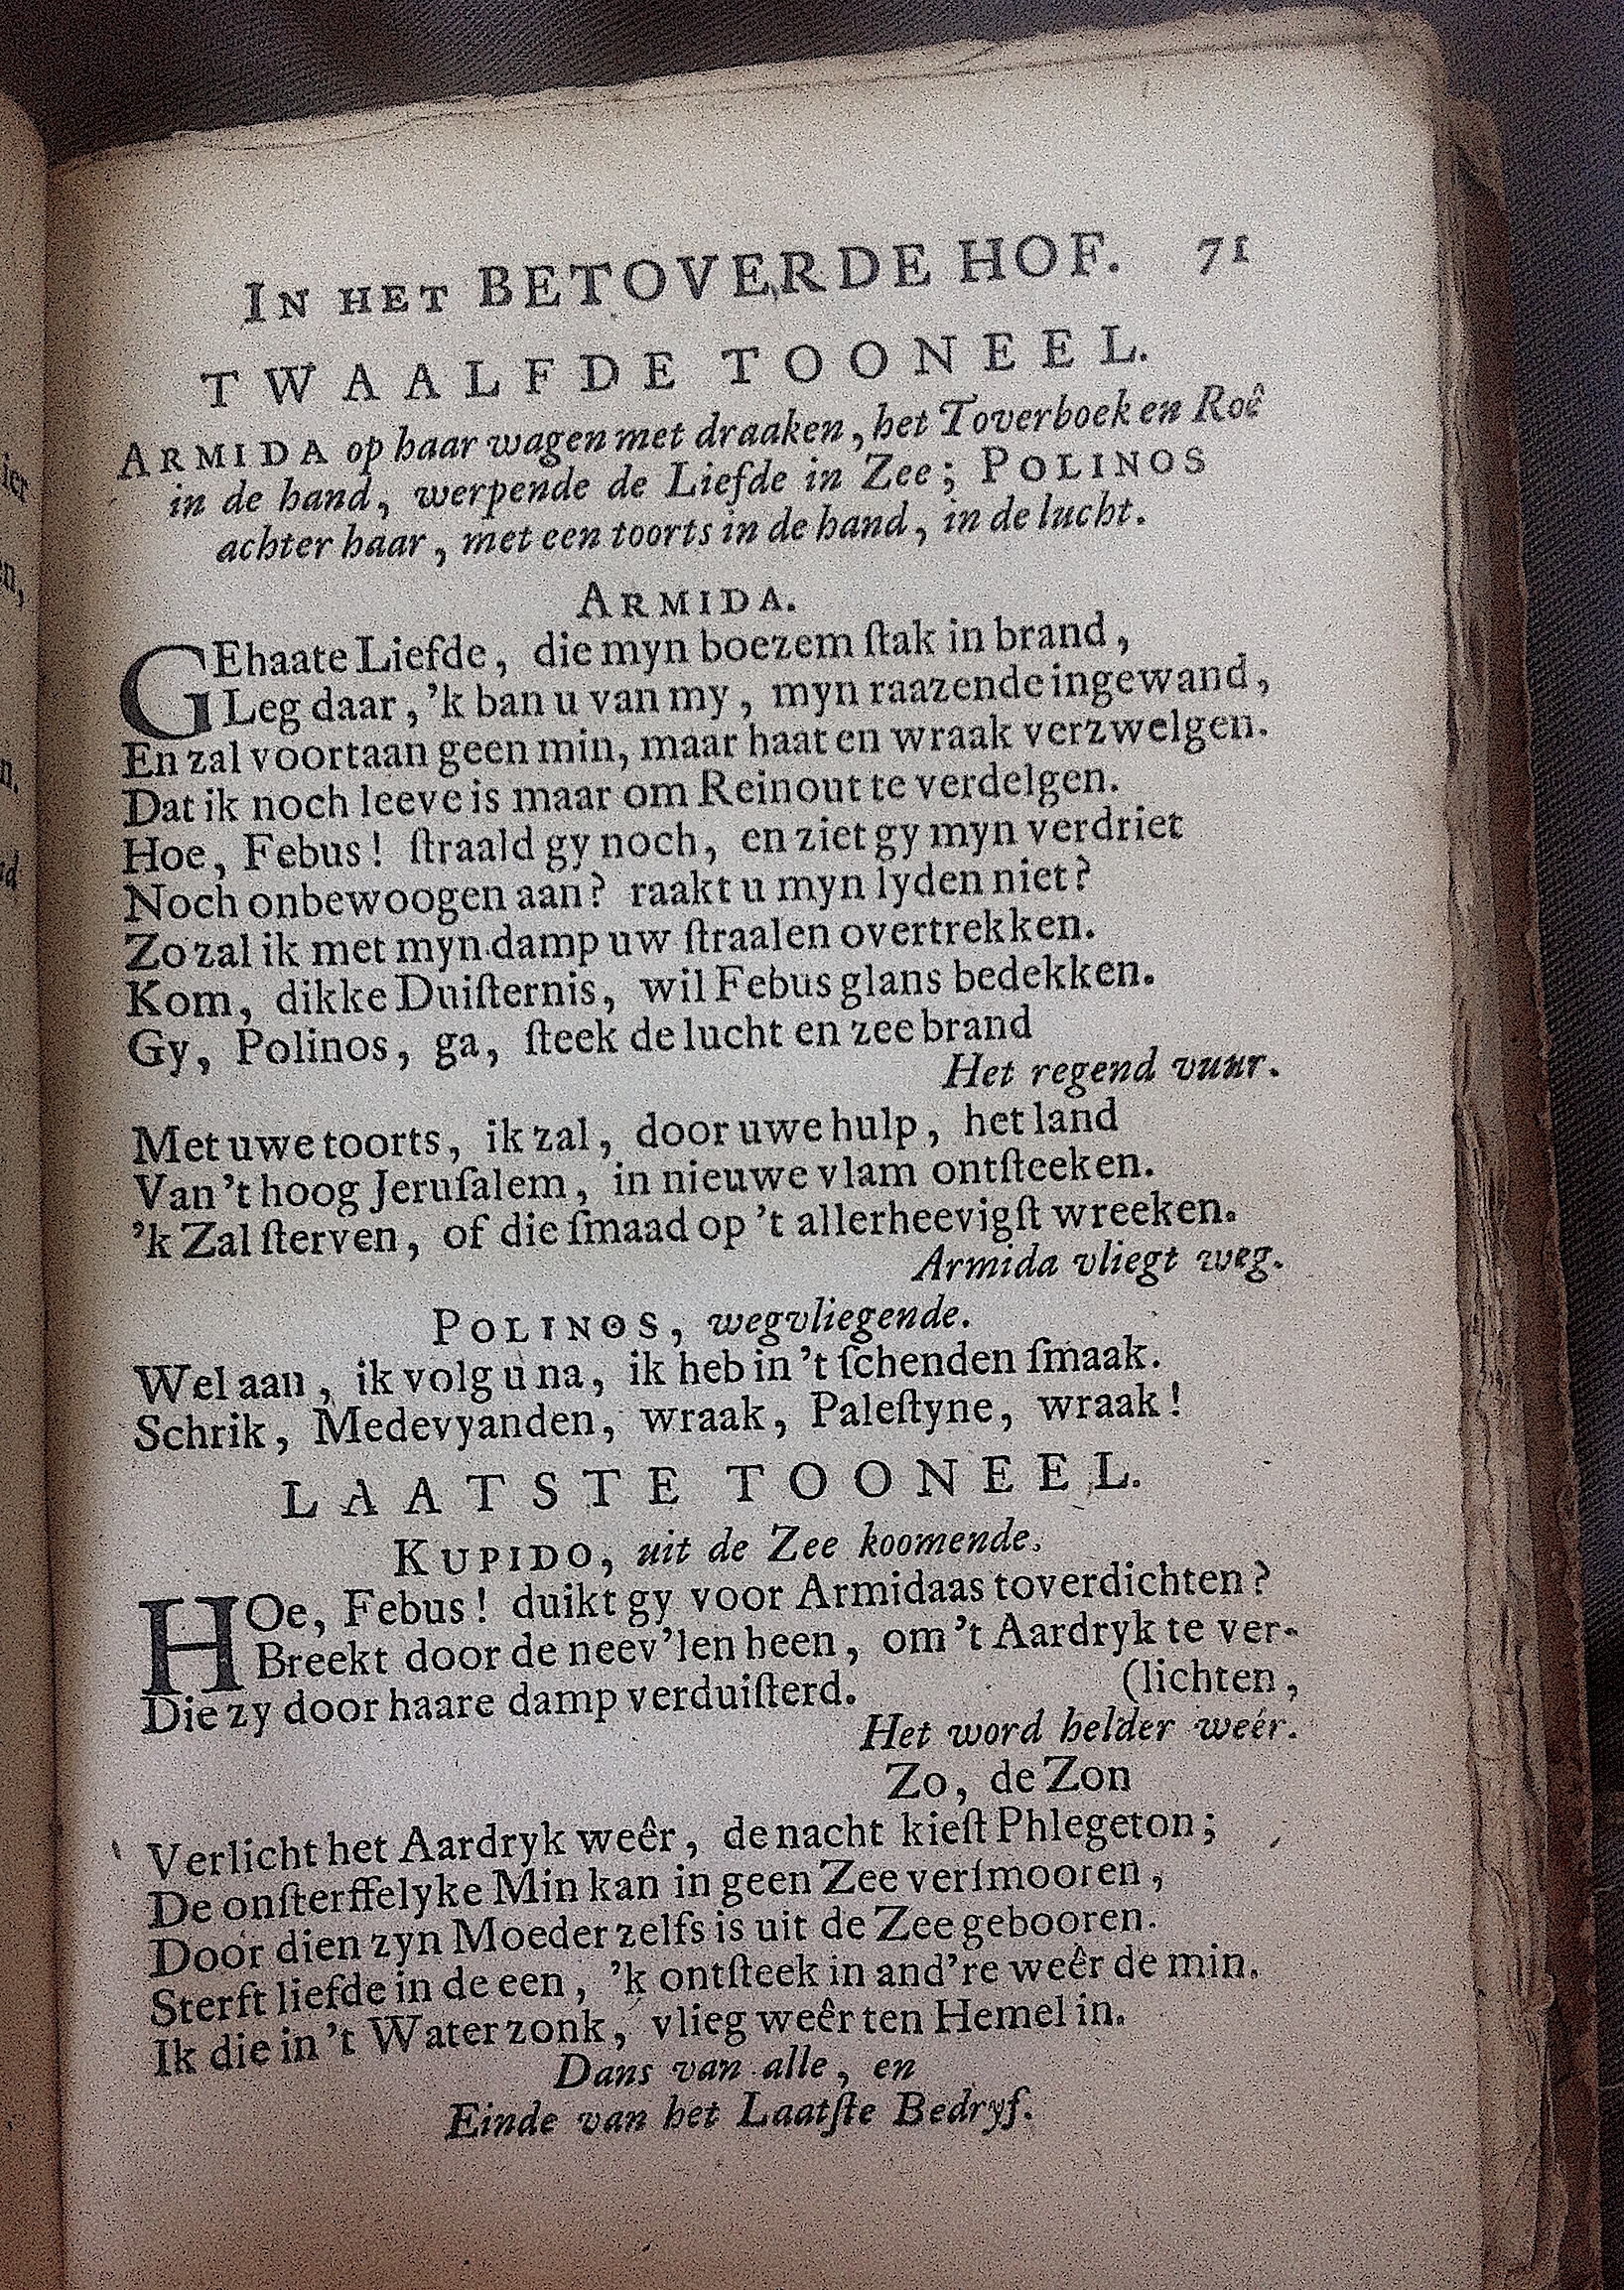 In het BETOVERDE HOF. 71
TWAALFDE TOONEEL.
Armida op haar wagen met draaken, het Toverboek en Roê
in de hand, werpende de Liefde in Zee; Polinos
achter haar, met een toorts in de hand, in de lucht.
Armida.
GEhaate Liefde, die myn boezem ſtak in brand,
Leg daar, 'k ban u van my, myn raazende ingewand,
En zal voortaan geen min, maar haat en wraak verzwelgen.
Dat ik noch leeve is maar om Reinout te verdelgen.
Hoe, Febus! ſtraald gy noch, en ziet gy myn verdriet
Noch onbewoogen aan? raakt u myn lyden niet?
Zo zal ik met myn damp uw ſtraalen overtrekken.
Kom, dikke Duiſternis, wil Febus glans bedekken.
Gy, Polinos, ga, ſteek de lucht en zee brand
Het regend vuur.
Met uwe toorts, ik zal, door uwe hulp, het land
Van 't hoog Jeruſalem, in nieuwe vlam ontſteeken.
'k Zal ſterven, of die ſmaad op 't allerheevigſt wreeken.
Armida vliegt weg.
Polinos, wegvliegende.
Wel aan, ik volg u na, ik heb in 't ſchenden ſmaak.
Schrik, Medevyanden, wraak, Paleſtyne, wraak!
LAATSTE TOONEEL.
Kupido, uit de Zee koomende.
HOe, Febus! duikt gy voor Armidaas toverdichten?
Breekt door de neev'len heen, om 't Aardryk te ver-
(lichten,
Die zy door haare damp verduiſterd.
Het word helder weér.
Zo, de Zon
Verlicht het Aardryk weêr, de nacht kieſt Phlegeton;
De onſterffelyke Min kan in geen Zee verſmooren,
Door dien zyn Moeder zelfs is uit de Zee gebooren.
Sterft liefde in de een, 'k ontſteek in and're weêr de min.
Ik die in 't Water zonk, vlieg weêr ten Hemel in.
Dans van alle, en
Einde van het Laatſte Bedryf.